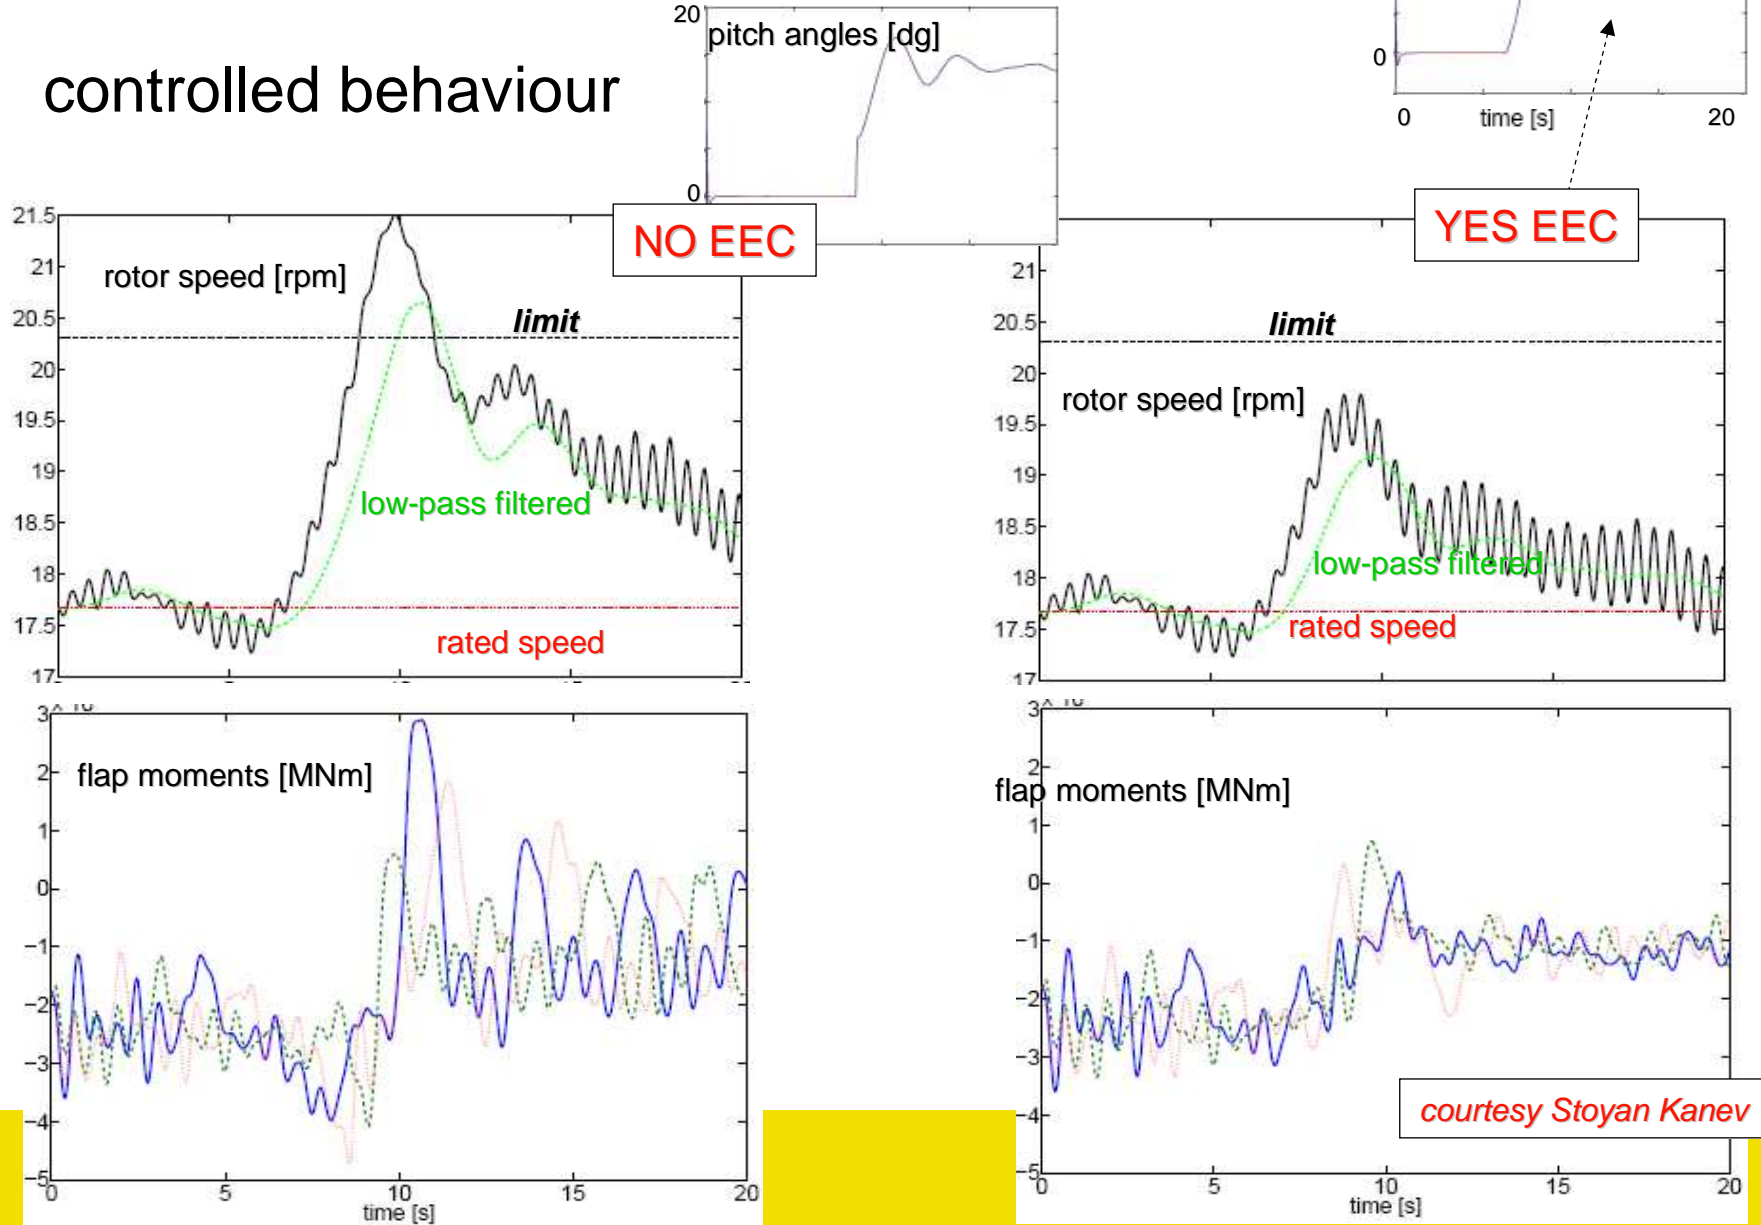 controlled behaviour
20
pitch angles [dg]
0
0
0
time [s]
20
NO EEC
YES EEC
21.5
21
rotor speed [rpm]
20.5
limit
20
19.5
19
low-pass filtered
18.5
18
17.5
rated speed
17
21
20.5
limit
20
rotor speed [rpm]
19.5
19
18.5
low-pass filtered
18
17.5
rated speed
17
3
2
flap moments [MNm]
1
0
−1
−2
−3
−4
−5
0
5
10
15
20
time [s]
3
2
flap moments [MNm]
1
0
−1
−2
−3
−4
courtesy Stoyan Kanev
−5
0
5
10
15
20
time [s]